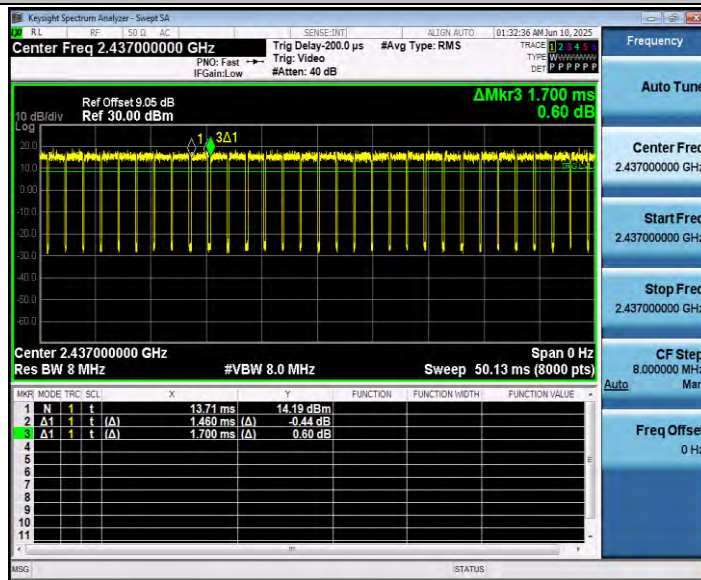 Keysight Spectrum Analyzer - Swept SA
RL RF 50 Ω AC SENSE:INT ALIGN AUTO 01:32:36 AM Jun 10, 2025
Center Freq 2.437000000 GHz
PNO: Fast
IFGain:Low
Trig Delay-200.0 µs
Trig: Video
#Atten: 40 dB
#Avg Type: RMS
TRACE 1 2 3 4 5 6
TYPE WWWWWW
DET P P P P P P
ΔMkr3 1.700 ms
0.60 dB
Ref Offset 9.05 dB
Ref 30.00 dBm
10 dB/div
Log
20.0
10.0
0.00
-10.0
-20.0
-30.0
-40.0
-50.0
-60.0
1
3Δ1
Center 2.437000000 GHz
Span 0 Hz
Res BW 8 MHz
#VBW 8.0 MHz
Sweep 50.13 ms (8000 pts)
MKR MODE TRC SCL X Y FUNCTION FUNCTION WIDTH FUNCTION VALUE
1 N 1 t 13.71 ms 14.19 dBm
2 Δ1 1 t (Δ) 1.460 ms (Δ) -0.44 dB
3 Δ1 1 t (Δ) 1.700 ms (Δ) 0.60 dB
4
5
6
7
8
9
10
11
MSG
STATUS
Frequency
Auto Tune
Center Freq
2.437000000 GHz
Start Freq
2.437000000 GHz
Stop Freq
2.437000000 GHz
CF Step
8.000000 MHz
Auto Man
Freq Offset
0 Hz